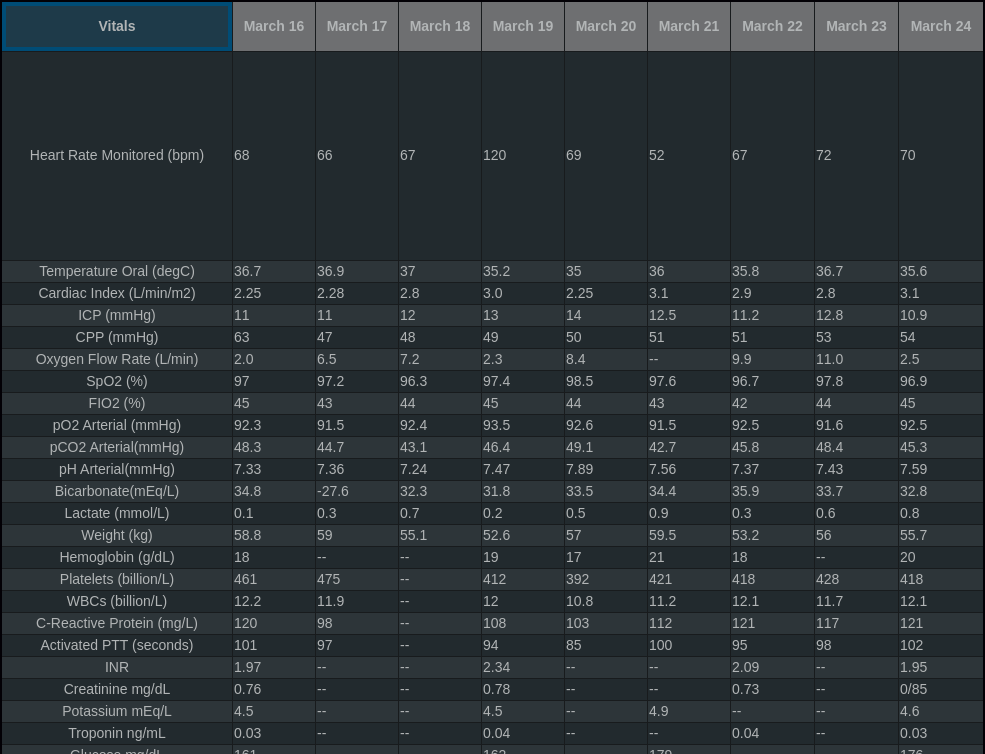 Vitals March 16 March 17 March 18 March 19 March 20 March 21 March 22 March 23 March 24
Heart Rate Monitored (bpm) 68 66 67 120 69 52 67 72 70
Temperature Oral (degC) 36.7 36.9 37 35.2 35 36 35.8 36.7 35.6
Cardiac Index (L/min/m2) 2.25 2.28 2.8 3.0 2.25 3.1 2.9 2.8 3.1
ICP (mmHg) 11 11 12 13 14 12.5 11.2 12.8 10.9
CPP (mmHg) 63 47 48 49 50 51 51 53 54
Oxygen Flow Rate (L/min) 2.0 6.5 7.2 2.3 8.4 -- 9.9 11.0 2.5
SpO2 (%) 97 97.2 96.3 97.4 98.5 97.6 96.7 97.8 96.9
FIO2 (%) 45 43 44 45 44 43 42 44 45
pO2 Arterial (mmHg) 92.3 91.5 92.4 93.5 92.6 91.5 92.5 91.6 92.5
pCO2 Arterial(mmHg) 48.3 44.7 43.1 46.4 49.1 42.7 45.8 48.4 45.3
pH Arterial(mmHg) 7.33 7.36 7.24 7.47 7.89 7.56 7.37 7.43 7.59
Bicarbonate(mEq/L) 34.8 -27.6 32.3 31.8 33.5 34.4 35.9 33.7 32.8
Lactate (mmol/L) 0.1 0.3 0.7 0.2 0.5 0.9 0.3 0.6 0.8
Weight (kg) 58.8 59 55.1 52.6 57 59.5 53.2 56 55.7
Hemoglobin (g/dL) 18 -- -- 19 17 21 18 -- 20
Platelets (billion/L) 461 475 -- 412 392 421 418 428 418
WBCs (billion/L) 12.2 11.9 -- 12 10.8 11.2 12.1 11.7 12.1
C-Reactive Protein (mg/L) 120 98 -- 108 103 112 121 117 121
Activated PTT (seconds) 101 97 -- 94 85 100 95 98 102
INR 1.97 -- -- 2.34 -- -- 2.09 -- 1.95
Creatinine mg/dL 0.76 -- -- 0.78 -- -- 0.73 -- 0/85
Potassium mEq/L 4.5 -- -- 4.5 -- 4.9 -- -- 4.6
Troponin ng/mL 0.03 -- -- 0.04 -- -- 0.04 -- 0.03